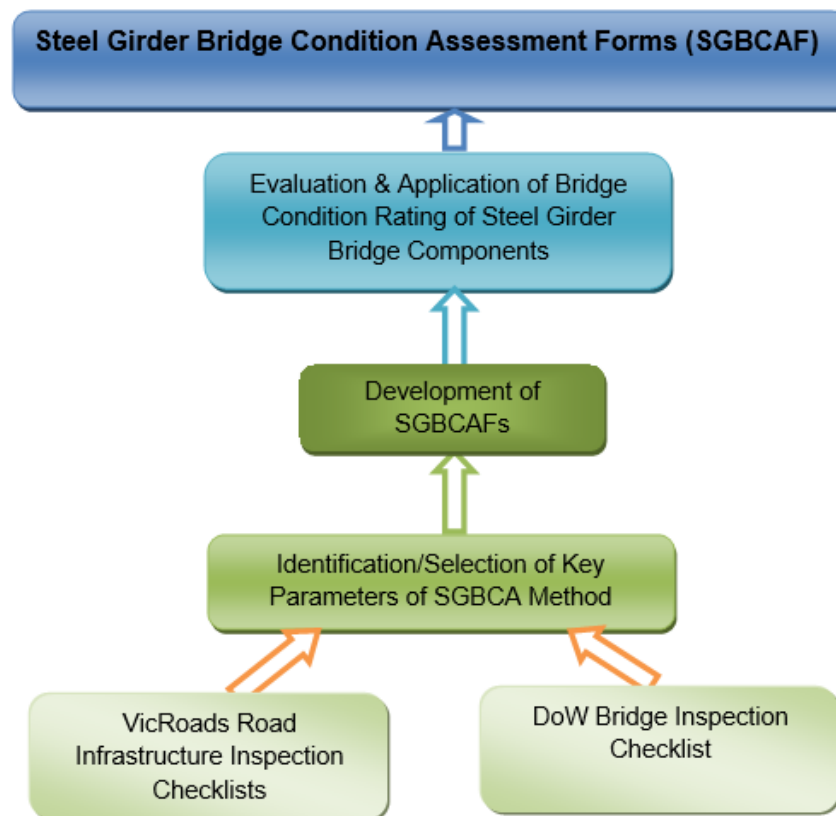 Steel Girder Bridge Condition Assessment Forms (SGBCAF)
Evaluation & Application of Bridge
Condition Rating of Steel Girder
Bridge Components
Development of
SGBCAFs
Identification/Selection of Key
Parameters of SGBCA Method
VicRoads Road
Infrastructure Inspection
Checklists
DoW Bridge Inspection
Checklist